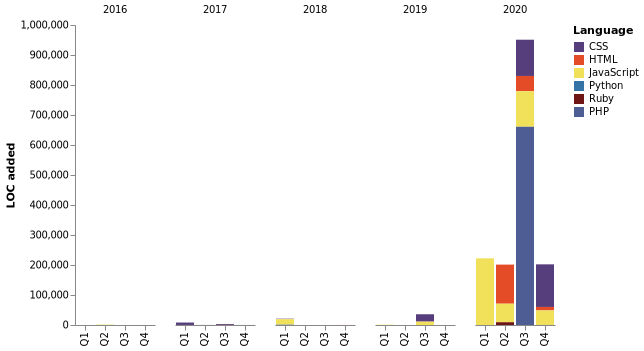 2016 2017 2018 2019 2020
1,000,000
900,000
800,000
700,000
600,000
500,000
400,000
300,000
200,000
100,000
0
LOC added
Q1 Q2 Q3 Q4 Q1 Q2 Q3 Q4 Q1 Q2 Q3 Q4 Q1 Q2 Q3 Q4 Q1 Q2 Q3 Q4
Language
CSS
HTML
JavaScript
Python
Ruby
PHP